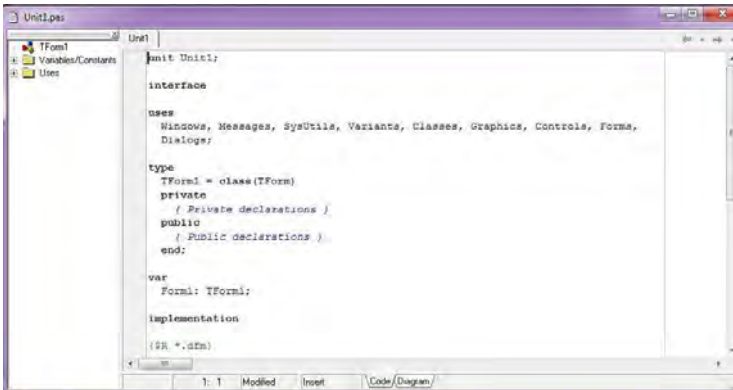 Unit1.pas
TForm1
Variables/Constants
Uses
Unit1
unit Unit1;
interface
uses
Windows, Messages, SysUtils, Variants, Classes, Graphics, Controls, Forms,
Dialogs;
type
TForm1 = class(TForm)
private
{ Private declarations }
public
{ Public declarations }
end;
var
Form1: TForm1;
implementation
{$R *.dfm}
1: 1 Modified Insert Code Diagram